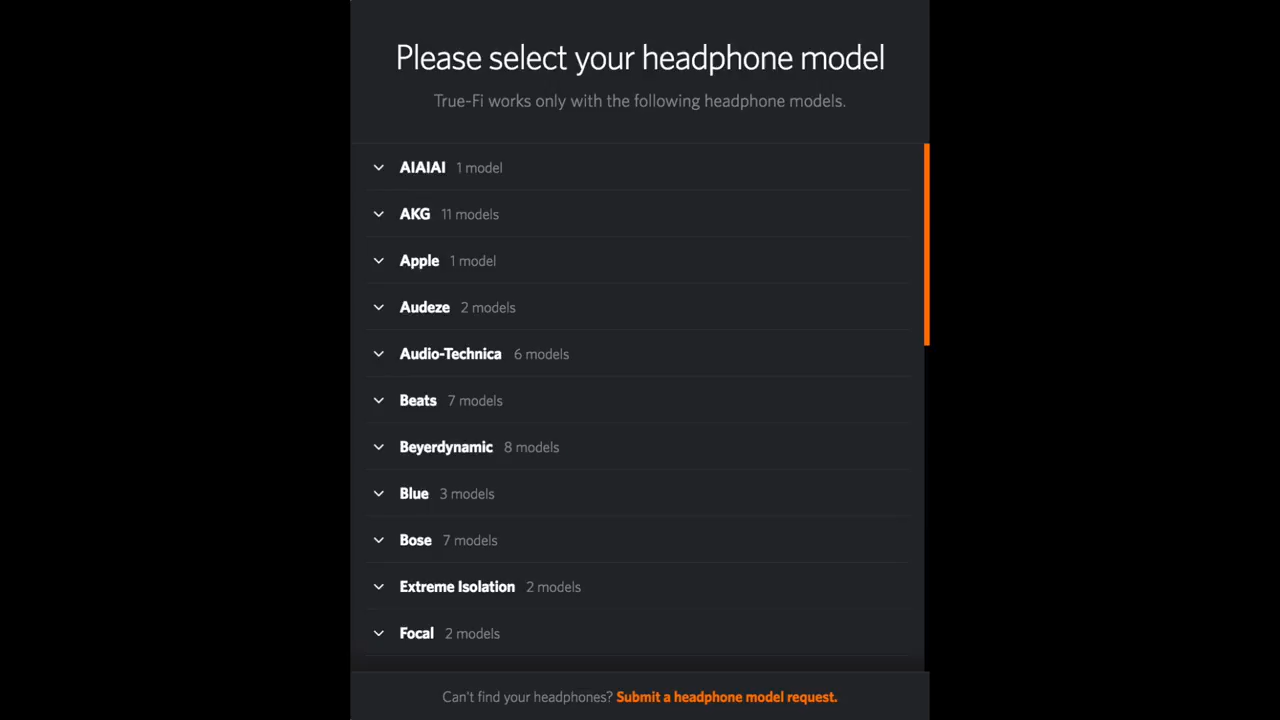 Please select your headphone model
True-Fi works only with the following headphone models.
AIAIAI 1 model
AKG 11 models
Apple 1 model
Audeze 2 models
Audio-Technica 6 models
Beats 7 models
Beyerdynamic 8 models
Blue 3 models
Bose 7 models
Extreme Isolation 2 models
Focal 2 models
Can't find your headphones? Submit a headphone model request.